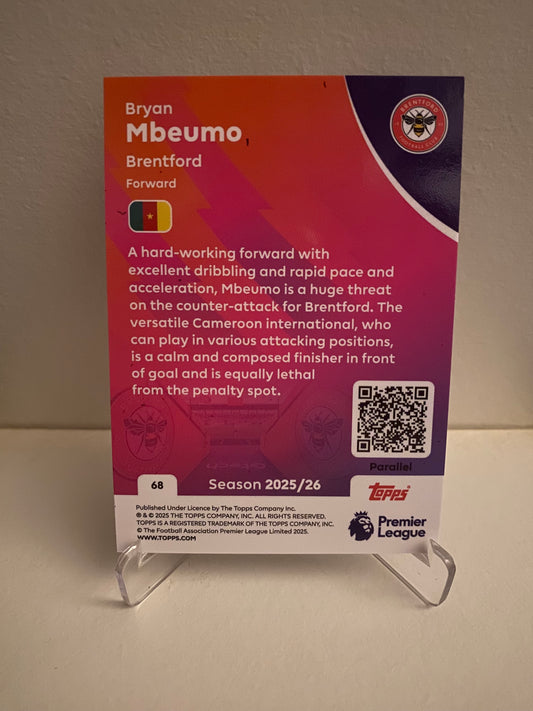 Bryan
Mbeumo
Brentford
Forward
BRENTFORD
FOOTBALL CLUB
A hard-working forward with
excellent dribbling and rapid pace and
acceleration, Mbeumo is a huge threat
on the counter-attack for Brentford. The
versatile Cameroon international, who
can play in various attacking positions,
is a calm and composed finisher in front
of goal and is equally lethal
from the penalty spot.
Parallel
68
Season 2025/26
Topps
Published Under Licence by The Topps Company Inc.
® & © 2025 THE TOPPS COMPANY, INC. ALL RIGHTS RESERVED.
TOPPS IS A REGISTERED TRADEMARK OF THE TOPPS COMPANY, INC.
© The Football Association Premier League Limited 2025.
WWW.TOPPS.COM
Premier
League